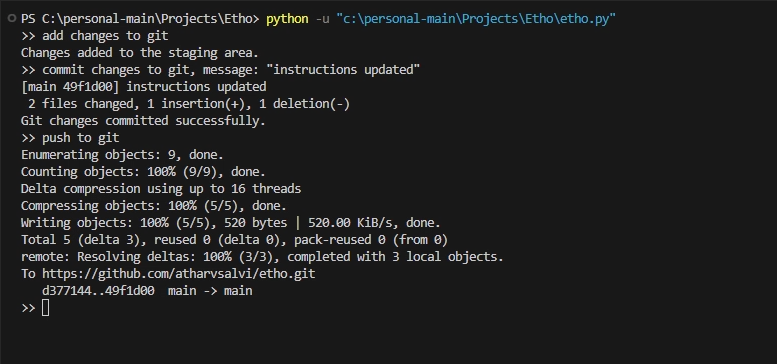 PS C:\personal-main\Projects\Etho> python -u "c:\personal-main\Projects\Etho\etho.py"
>> add changes to git
Changes added to the staging area.
>> commit changes to git, message: "instructions updated"
[main 49f1d00] instructions updated
 2 files changed, 1 insertion(+), 1 deletion(-)
Git changes committed successfully.
>> push to git
Enumerating objects: 9, done.
Counting objects: 100% (9/9), done.
Delta compression using up to 16 threads
Compressing objects: 100% (5/5), done.
Writing objects: 100% (5/5), 520 bytes | 520.00 KiB/s, done.
Total 5 (delta 3), reused 0 (delta 0), pack-reused 0 (from 0)
remote: Resolving deltas: 100% (3/3), completed with 3 local objects.
To https://github.com/atharvsalvi/etho.git
   d377144..49f1d00  main -> main
>>